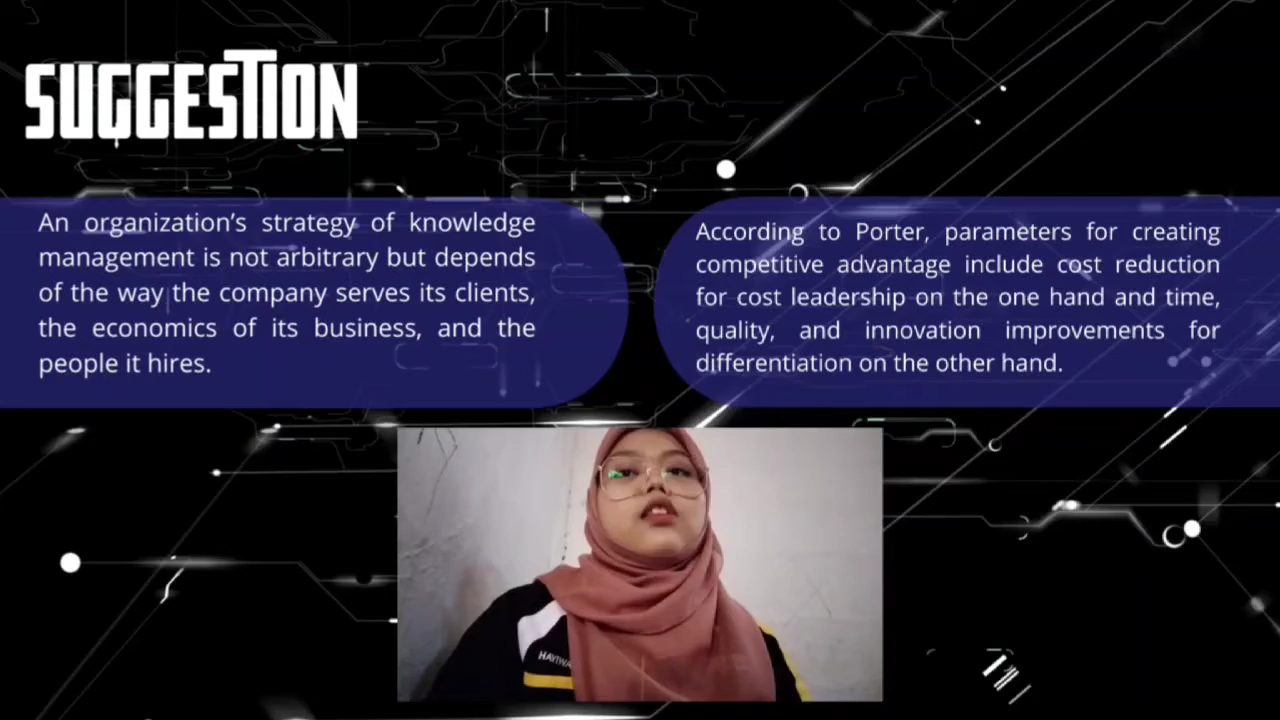 SUGGESTION
An organization’s strategy of knowledge
management is not arbitrary but depends
of the way the company serves its clients,
the economics of its business, and the
people it hires.
According to Porter, parameters for creating
competitive advantage include cost reduction
for cost leadership on the one hand and time,
quality, and innovation improvements for
differentiation on the other hand.